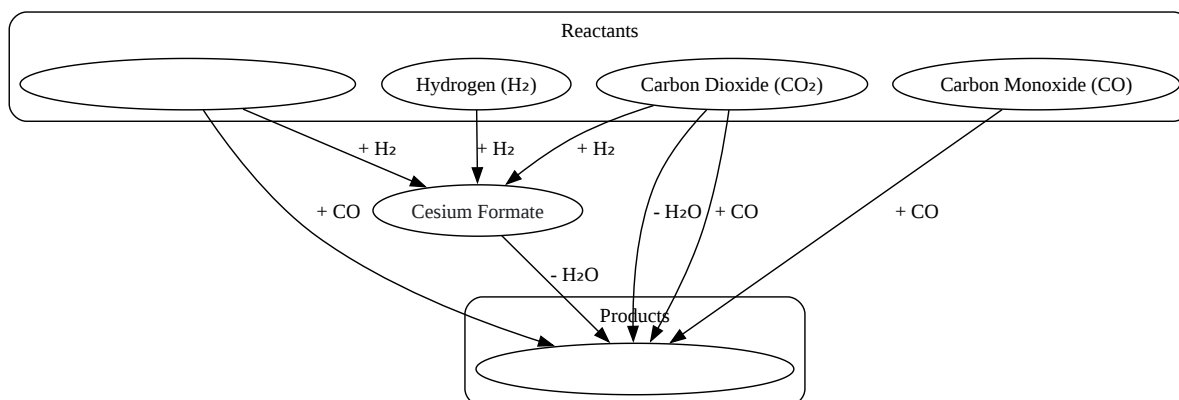 Reactants
Hydrogen (H₂)
Carbon Dioxide (CO₂)
Carbon Monoxide (CO)
+ H₂
+ H₂
+ H₂
Cesium Formate
+ CO
- H₂O
+ CO
+ CO
- H₂O
Products